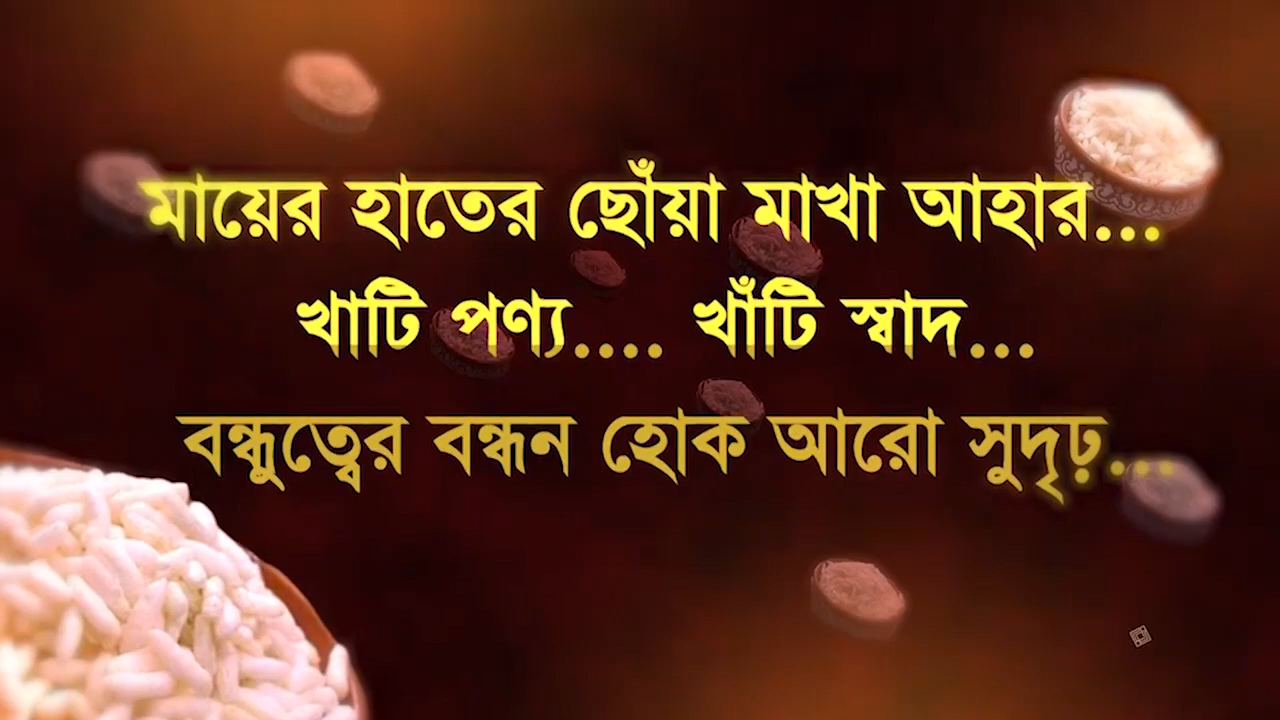 মায়ের হাতের ছোঁয়া মাখা আহার...
খাটি পণ্য.... খাঁটি স্বাদ...
বন্ধুত্বের বন্ধন হোক আরো সুদৃঢ়...